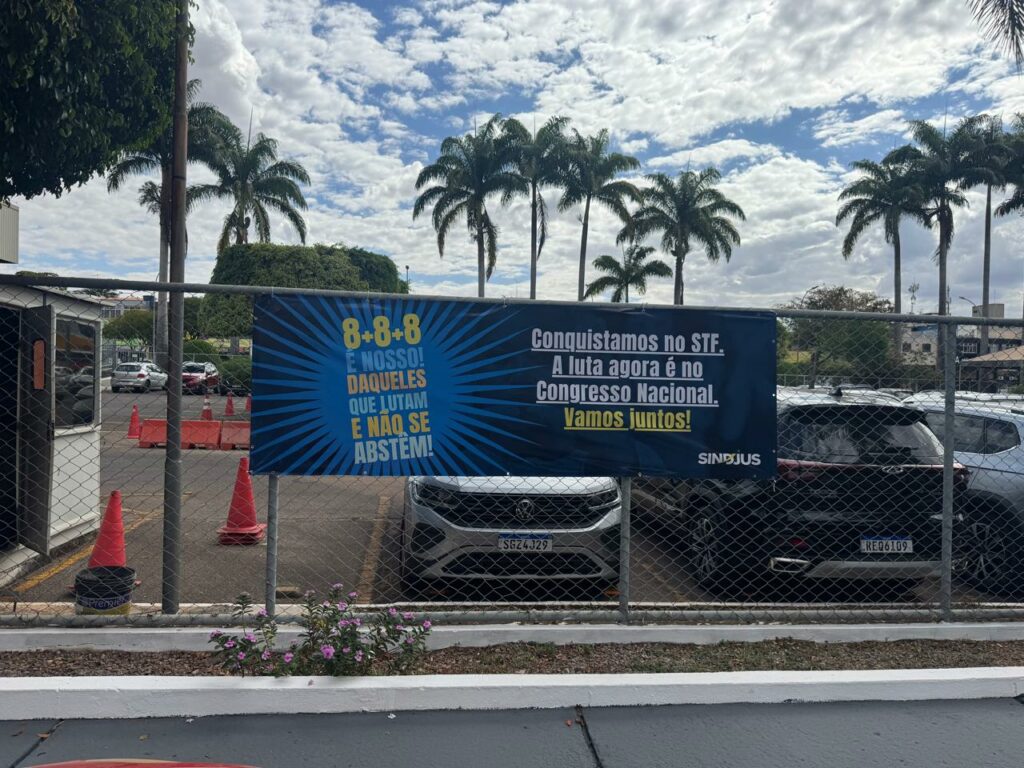 8+8+8
É NOSSO!
DAQUELES
QUE LUTAM
E NÃO SE
ABSTÊM!
Conquistamos no STF.
A luta agora é no
Congresso Nacional.
Vamos juntos!
SINDJUS
SGZ4J29
REQ6I09